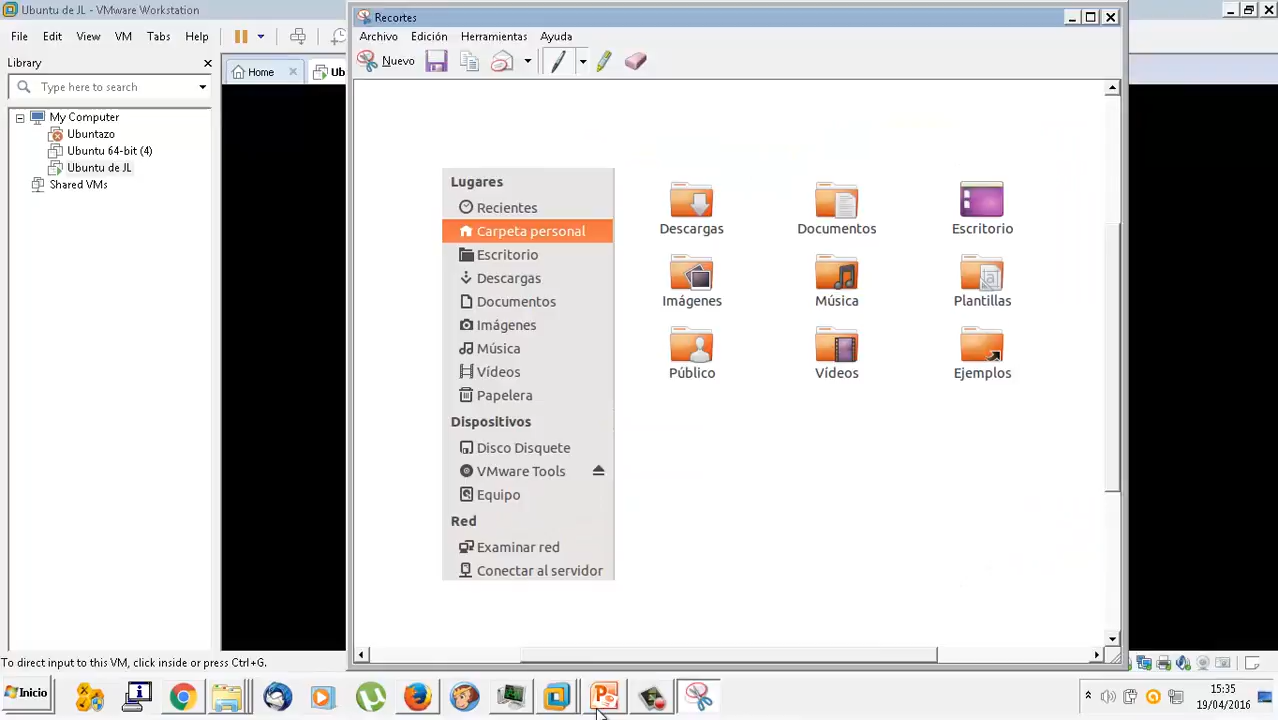 Ubuntu de JL - VMware Workstation
File Edit View VM Tabs Help
Library
Type here to search
My Computer
Ubuntazo
Ubuntu 64-bit (4)
Ubuntu de JL
Shared VMs
Home
Ub
Recortes
Archivo Edición Herramientas Ayuda
Nuevo
Lugares
Recientes
Carpeta personal
Escritorio
Descargas
Documentos
Imágenes
Música
Vídeos
Papelera
Dispositivos
Disco Disquete
VMware Tools
Equipo
Red
Examinar red
Conectar al servidor
Descargas Documentos Escritorio
Imágenes Música Plantillas
Público Vídeos Ejemplos
To direct input to this VM, click inside or press Ctrl+G.
Inicio
15:35
19/04/2016